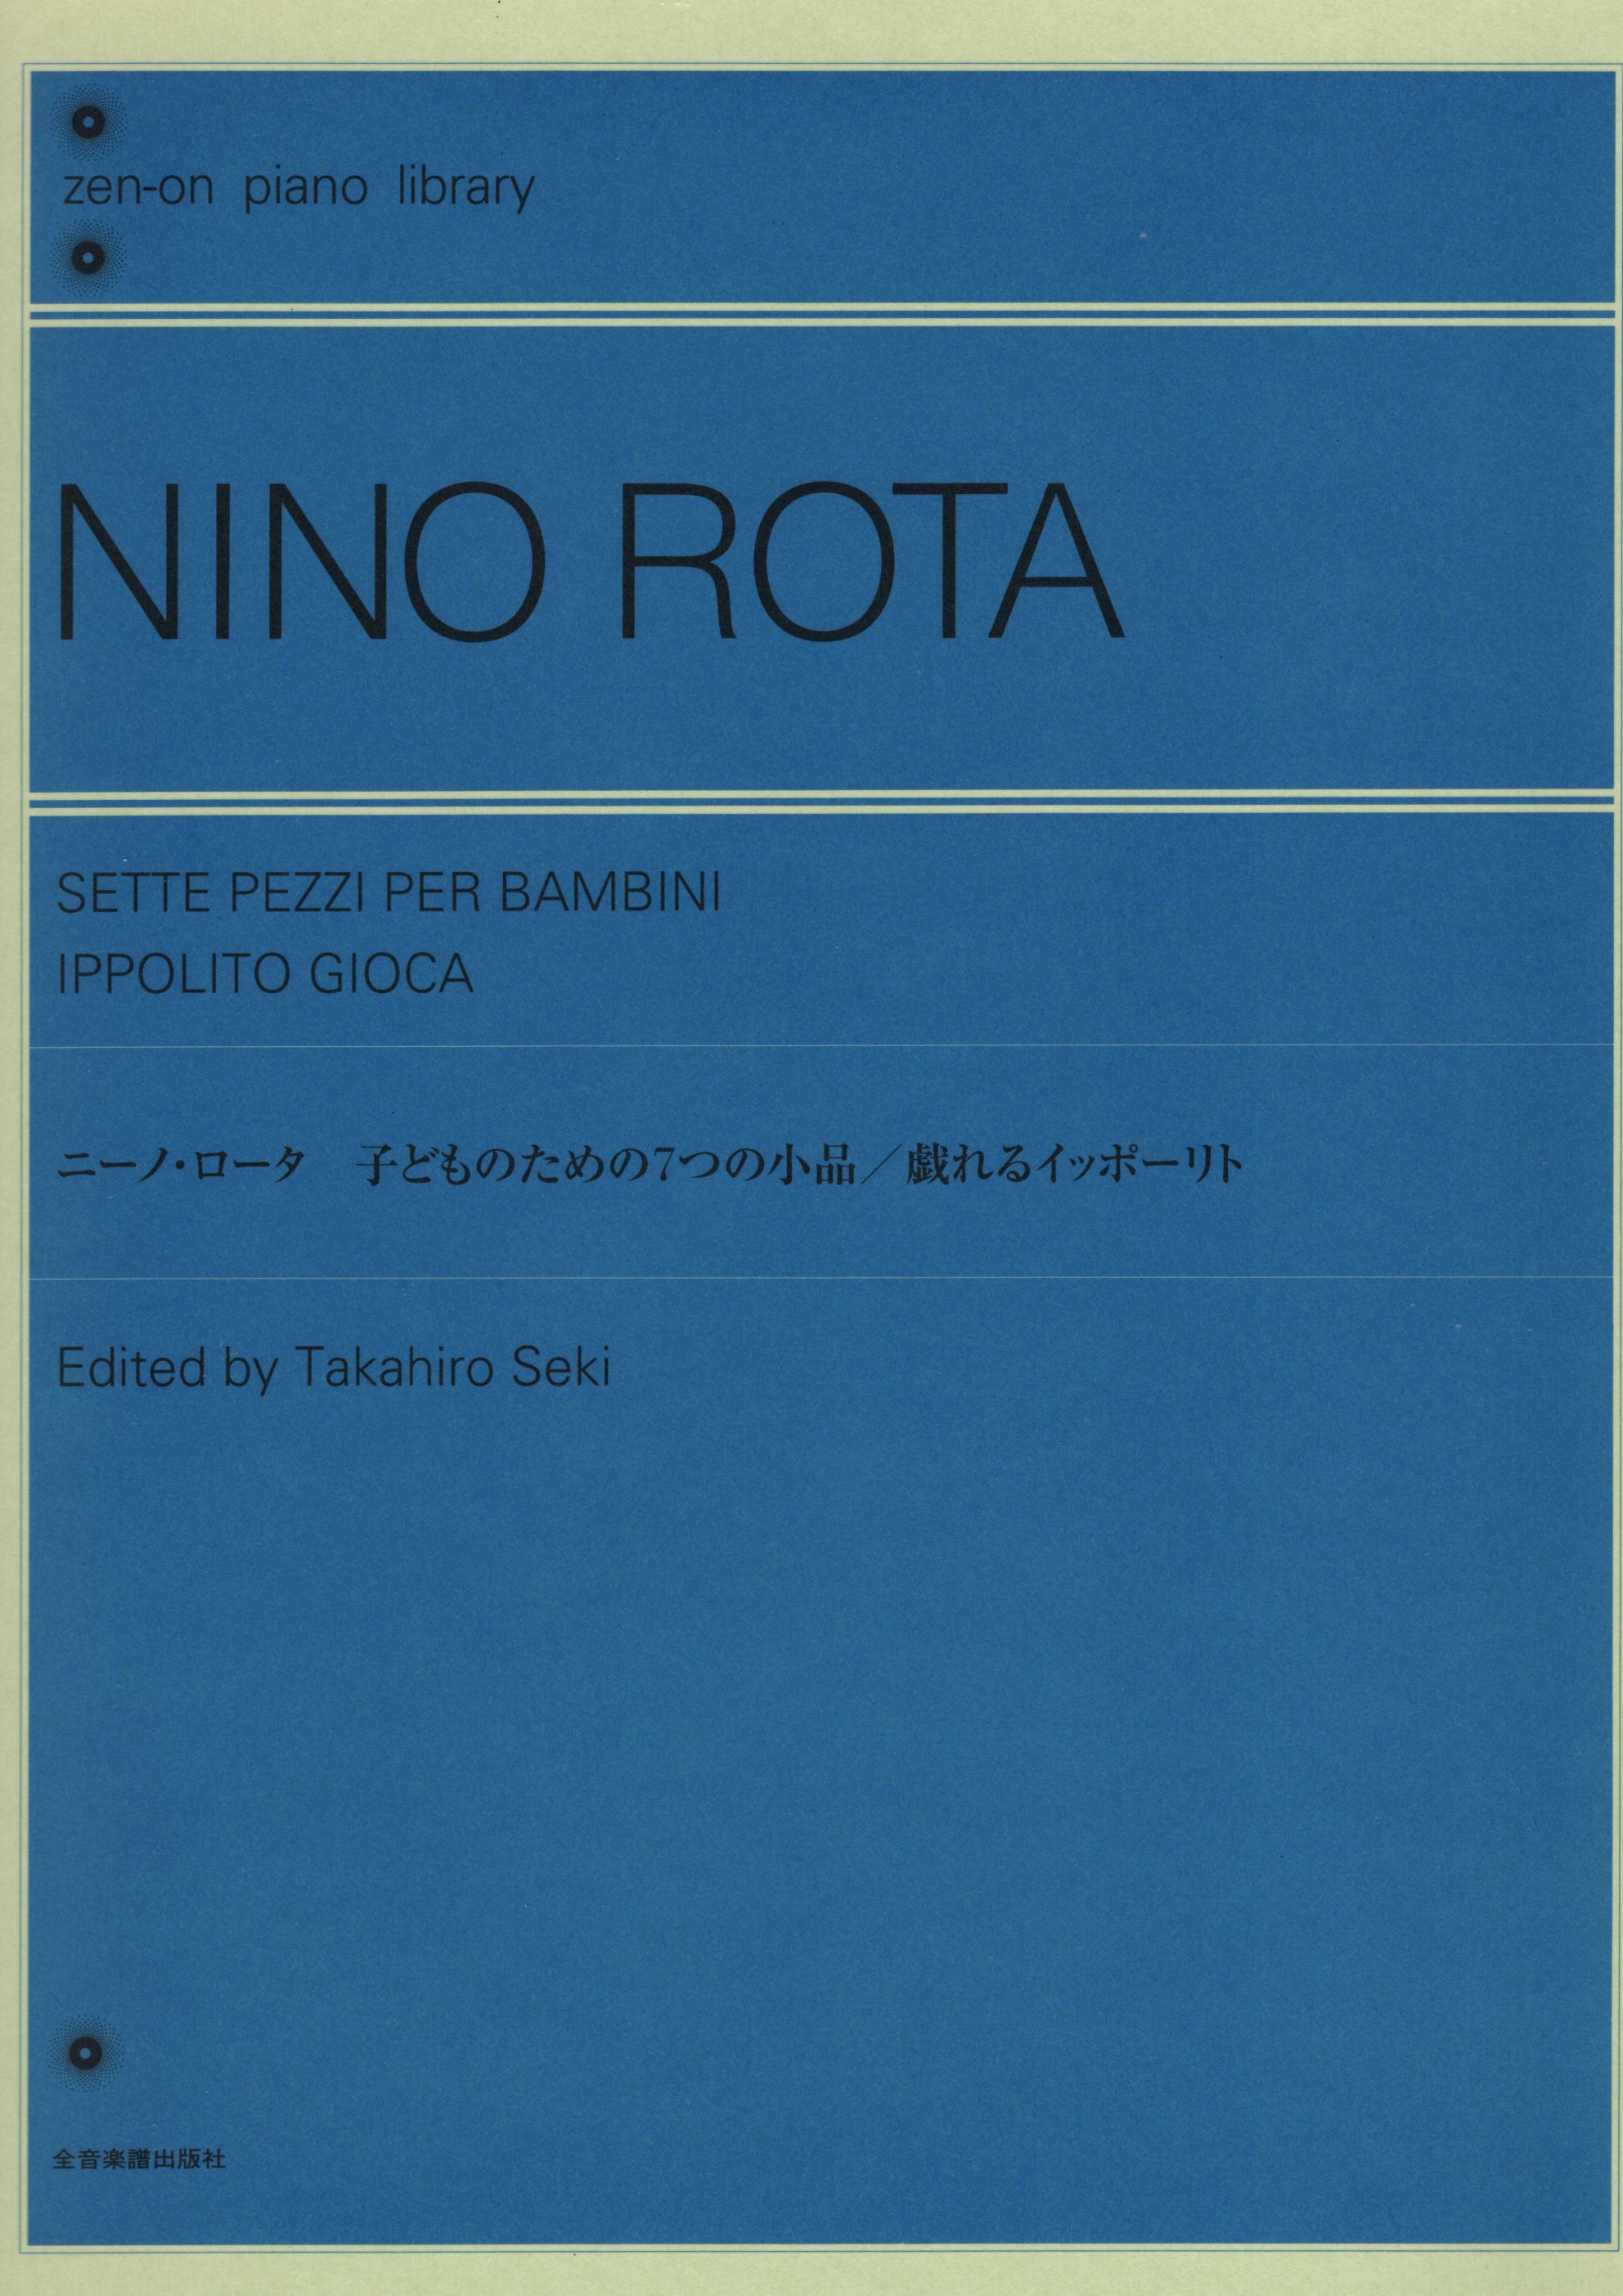 zen-on piano library
NINO ROTA
SETTE PEZZI PER BAMBINI
IPPOLITO GIOCA
ニーノ・ロータ　子どものための7つの小品／戯れるイッポーリト
Edited by Takahiro Seki
全音楽譜出版社